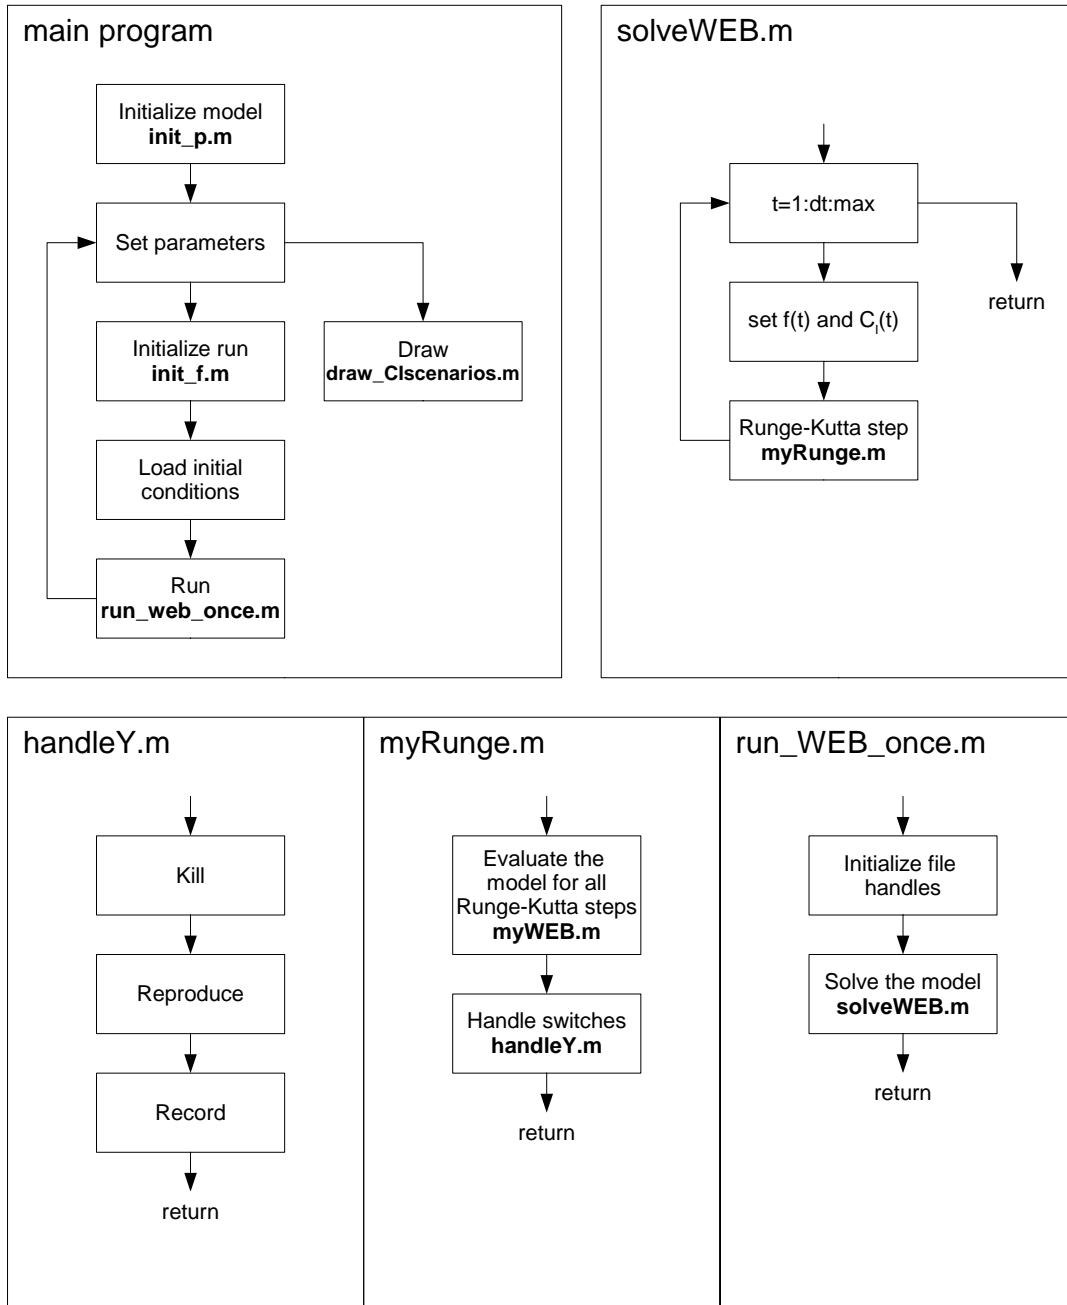 main program
Initialize model
init_p.m
Set parameters
Initialize run
init_f.m
Draw
draw_CIscenarios.m
Load initial
conditions
Run
run_web_once.m
solveWEB.m
t=1:dt:max
return
set f(t) and C_I(t)
Runge-Kutta step
myRunge.m
handleY.m
Kill
Reproduce
Record
return
myRunge.m
Evaluate the
model for all
Runge-Kutta steps
myWEB.m
Handle switches
handleY.m
return
run_WEB_once.m
Initialize file
handles
Solve the model
solveWEB.m
return